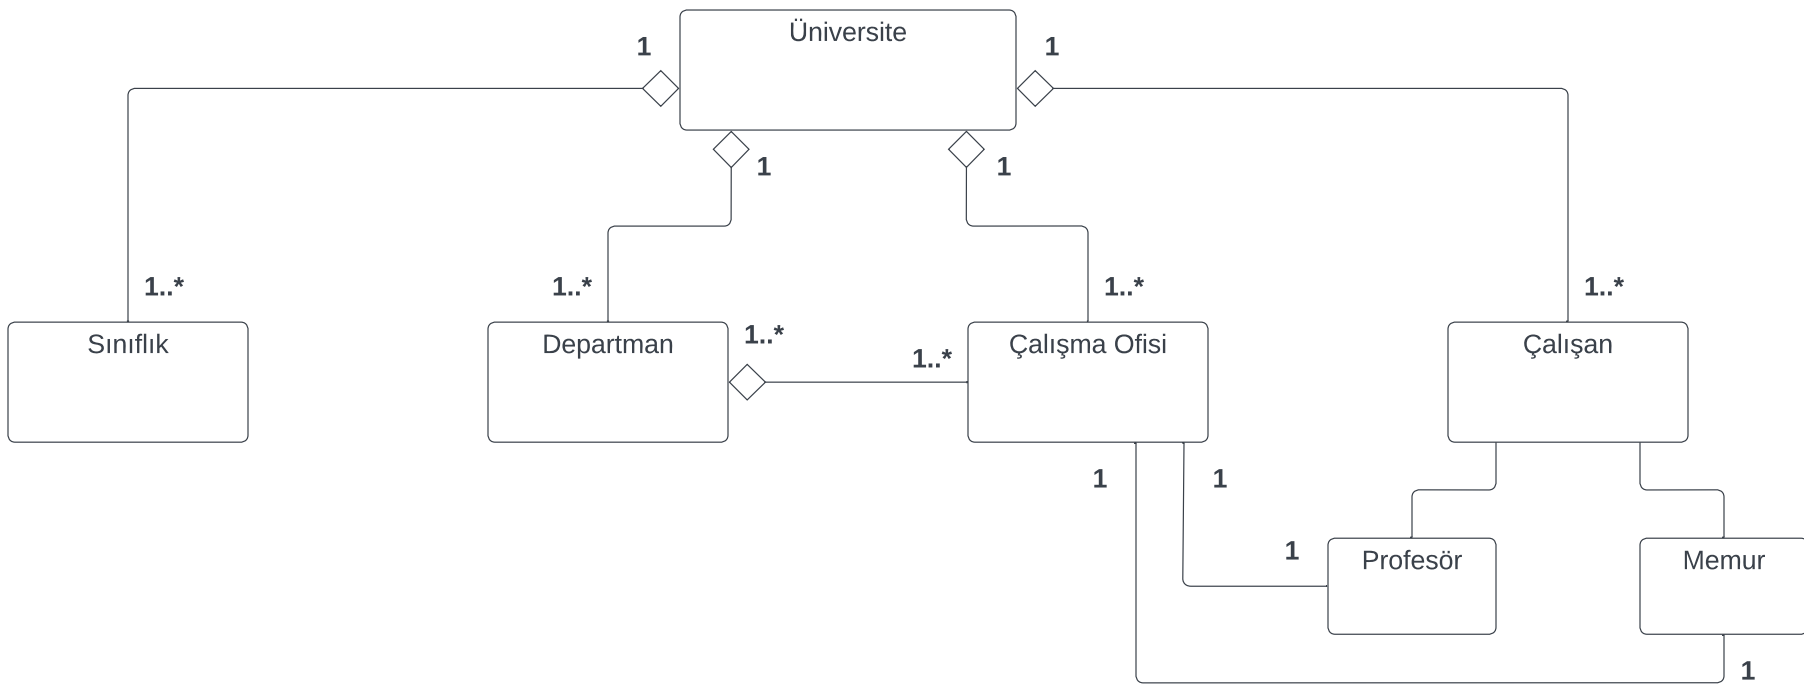 Üniversite
1
1
1
1
1..*
1..*
1..*
1..*
Sınıflık
Departman
1..*
1..*
Çalışma Ofisi
Çalışan
1
1
1
Profesör
Memur
1